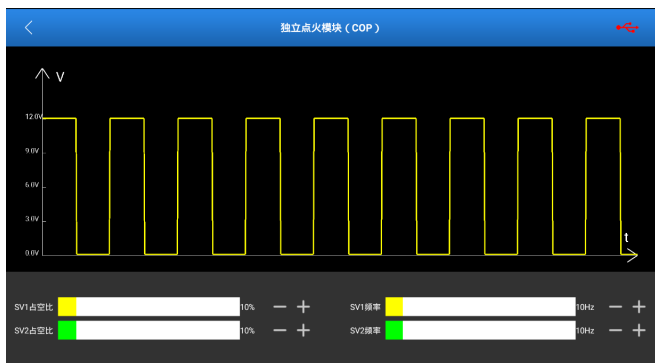 独立点火模块（COP）
V
12.0V
9.0V
6.0V
3.0V
0.0V
t
SV1占空比 10% — + SV1频率 10Hz — +
SV2占空比 10% — + SV2频率 10Hz — +